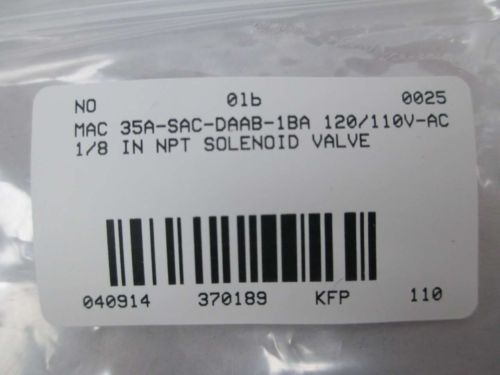 NO 01b 0025
MAC 35A-SAC-DAAB-1BA 120/110V-AC
1/8 IN NPT SOLENOID VALVE
040914 370189 KFP 110